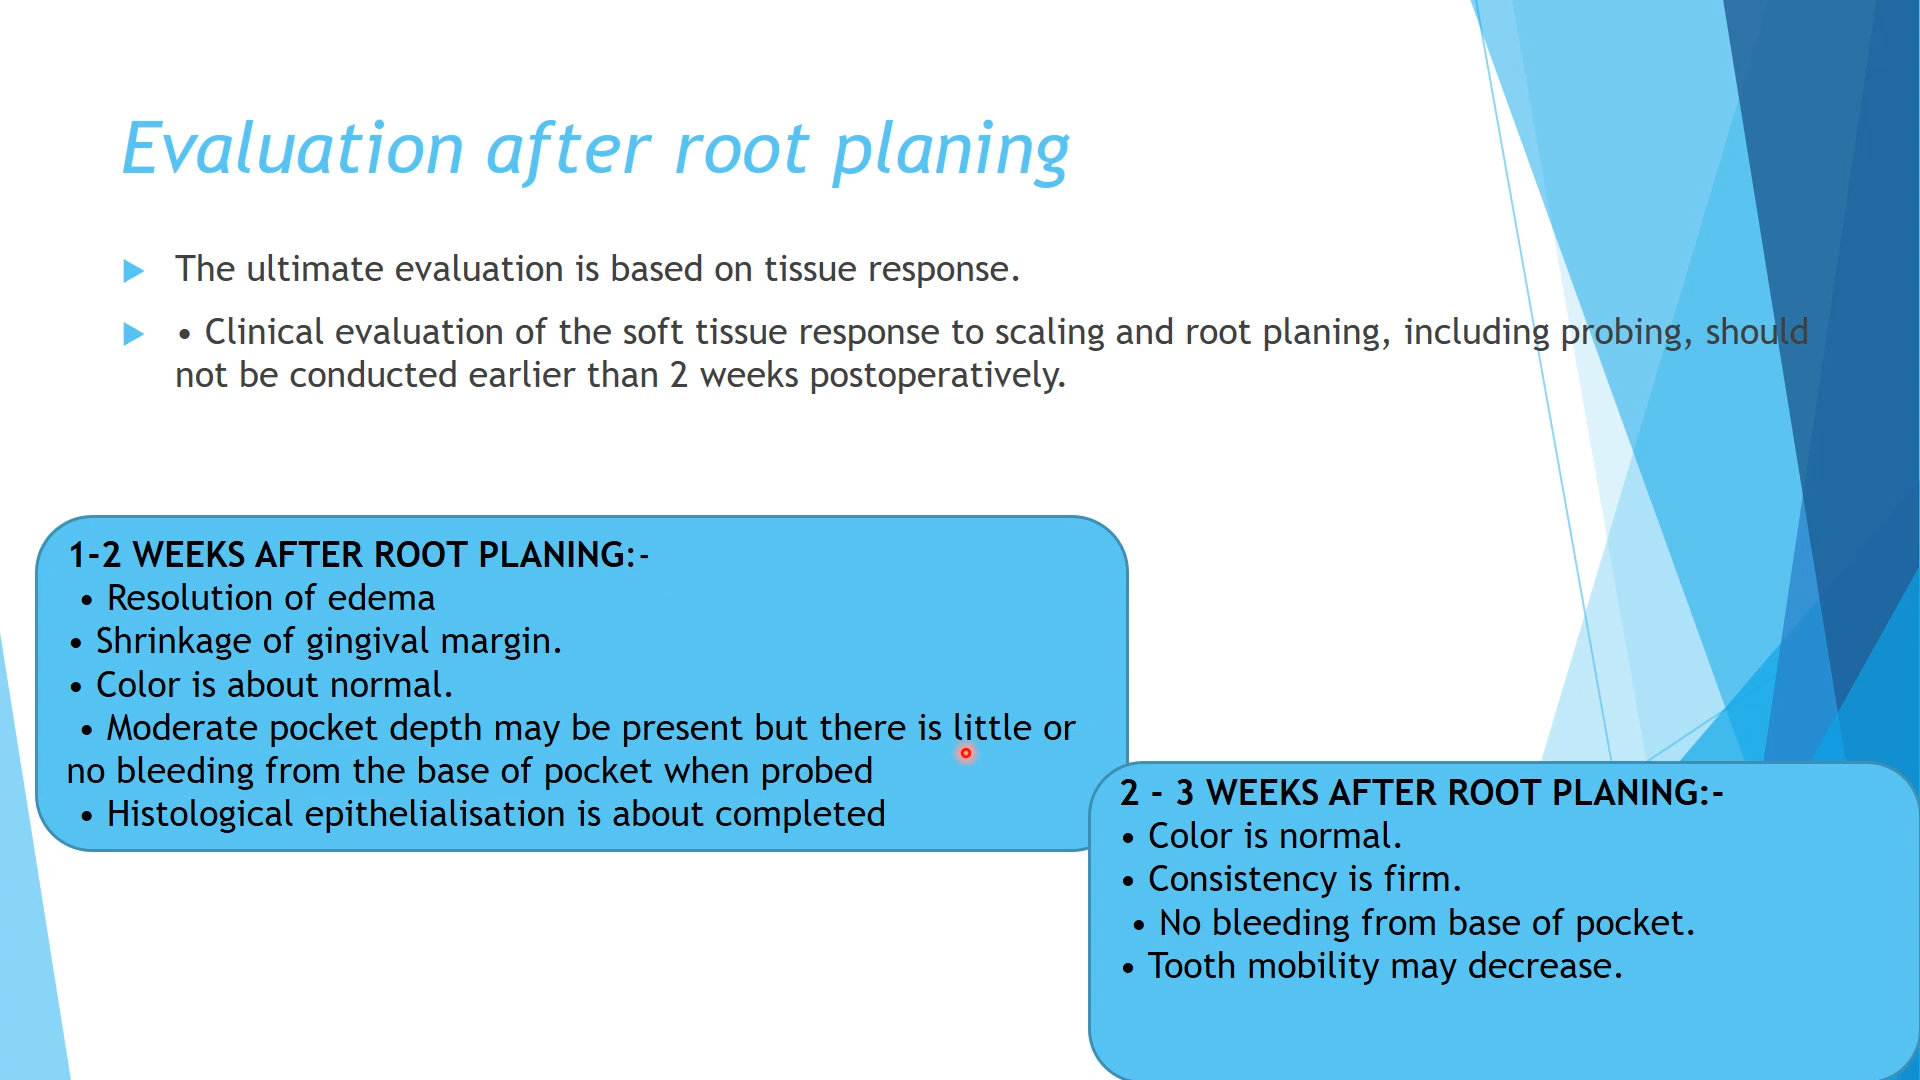 Evaluation after root planing
The ultimate evaluation is based on tissue response.
• Clinical evaluation of the soft tissue response to scaling and root planing, including probing, should
not be conducted earlier than 2 weeks postoperatively.
1-2 WEEKS AFTER ROOT PLANING:-
• Resolution of edema
• Shrinkage of gingival margin.
• Color is about normal.
• Moderate pocket depth may be present but there is little or
no bleeding from the base of pocket when probed
• Histological epithelialisation is about completed
2 - 3 WEEKS AFTER ROOT PLANING:-
• Color is normal.
• Consistency is firm.
• No bleeding from base of pocket.
• Tooth mobility may decrease.